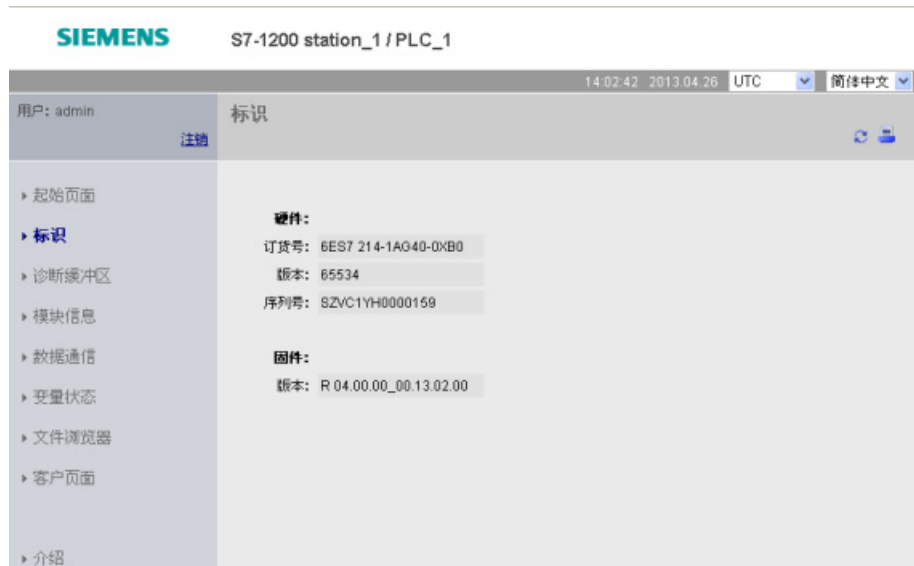 SIEMENS
S7-1200 station_1 / PLC_1
14:02:42 2013.04.26 UTC 简体中文
用户: admin
注销
标识
起始页面
标识
诊断缓冲区
模块信息
数据通信
变量状态
文件浏览器
客户页面
介绍
硬件:
订货号: 6ES7 214-1AG40-0XB0
版本: 65534
序列号: SZVC1YH0000159
固件:
版本: R 04.00.00_00.13.02.00